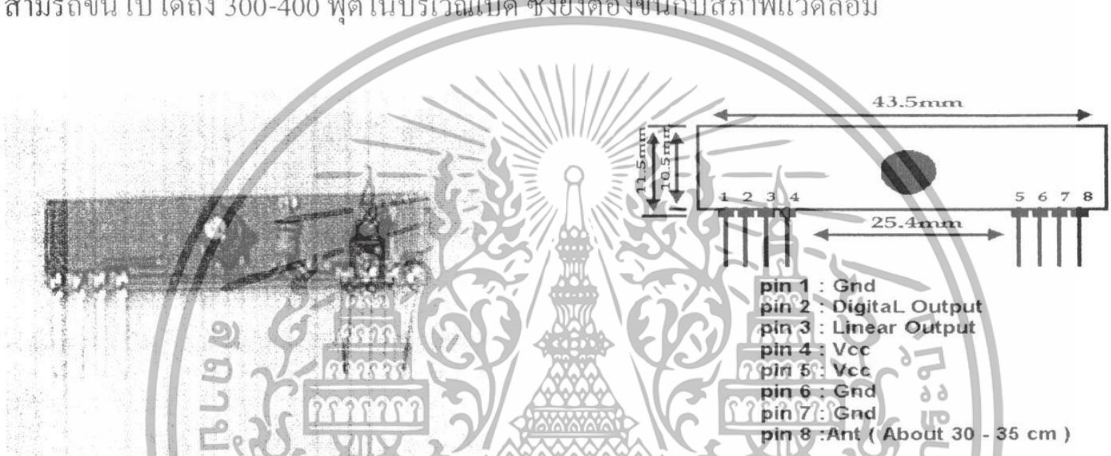 สามรถขึ้นไปได้ถึง 300-400 ฟุตในบริเวณเปิด ซึ่งยังต้องขึ้นกับสภาพแวดล้อม
43.5mm
11.5mm
10.5mm
1 2 3 4
5 6 7 8
25.4mm
pin 1 : Gnd
pin 2 : DigitaL Output
pin 3 : Linear Output
pin 4 : Vcc
pin 5 : Vcc
pin 6 : Gnd
pin 7 : Gnd
pin 8 :Ant ( About 30 - 35 cm )